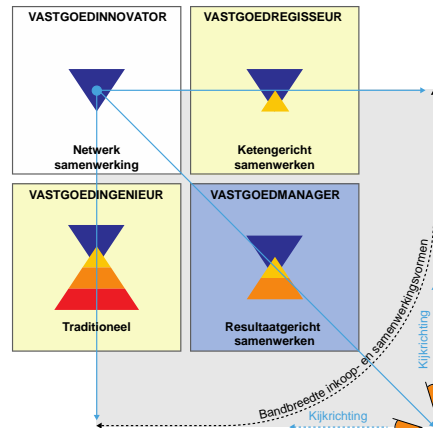 VASTGOEDINNOVATOR
Netwerk
samenwerking
VASTGOEDREGISSEUR
Ketengericht
samenwerken
VASTGOEDINGENIEUR
Traditioneel
VASTGOEDMANAGER
Resultaatgericht
samenwerken
Bandbreedte inkoop- en samenwerkingsvormen
Kijkrichting
Kijkrichting